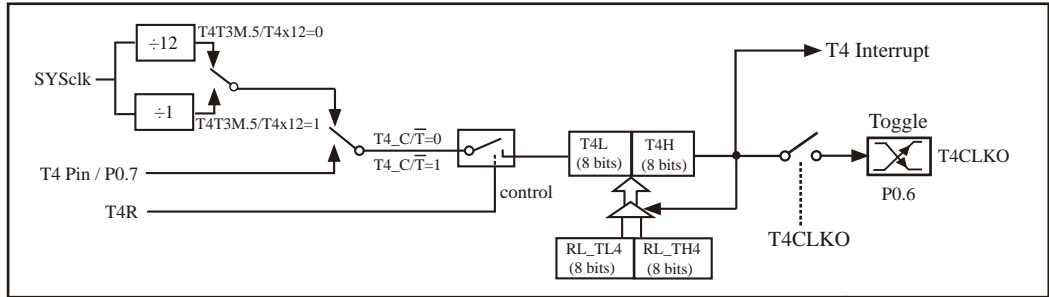 T4T3M.5/T4x12=0
÷12
SYSclk
÷1
T4T3M.5/T4x12=1
T4 Interrupt
Toggle
T4_C/T̅=0
T4_C/T̅=1
T4L
(8 bits)
T4H
(8 bits)
T4CLKO
P0.6
T4 Pin / P0.7
control
T4R
T4CLKO
RL_TL4
(8 bits)
RL_TH4
(8 bits)